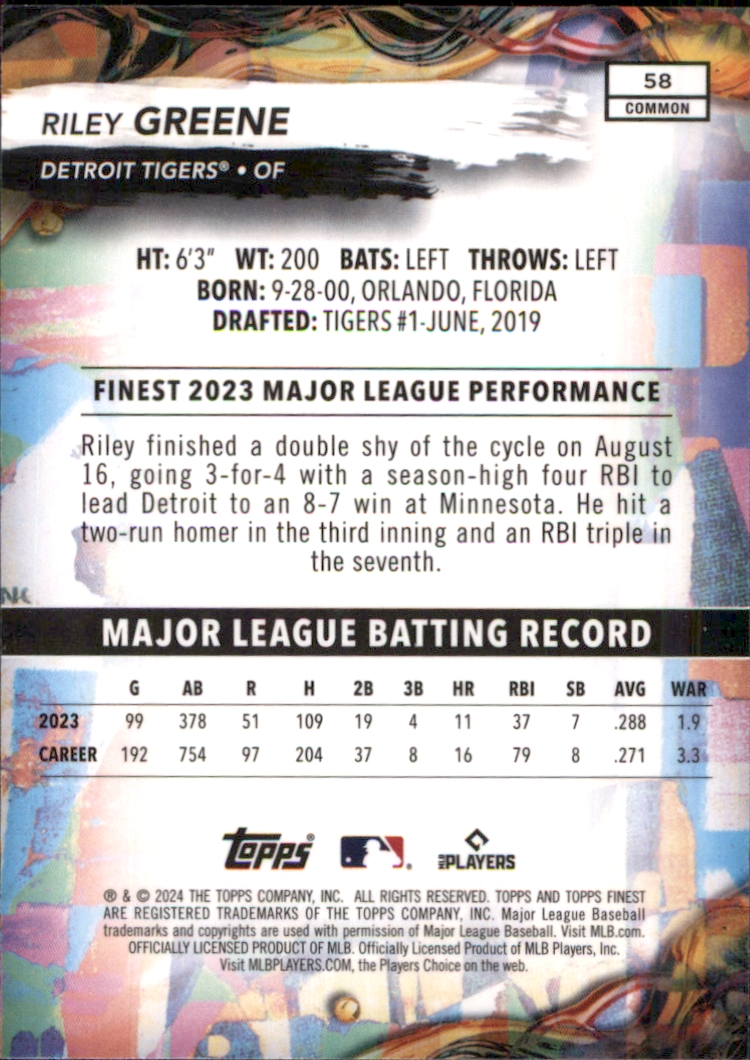 58
COMMON
RILEY GREENE
DETROIT TIGERS® • OF
HT: 6'3" WT: 200 BATS: LEFT THROWS: LEFT
BORN: 9-28-00, ORLANDO, FLORIDA
DRAFTED: TIGERS #1-JUNE, 2019
FINEST 2023 MAJOR LEAGUE PERFORMANCE
Riley finished a double shy of the cycle on August
16, going 3-for-4 with a season-high four RBI to
lead Detroit to an 8-7 win at Minnesota. He hit a
two-run homer in the third inning and an RBI triple in
the seventh.
MAJOR LEAGUE BATTING RECORD
G AB R H 2B 3B HR RBI SB AVG WAR
2023 99 378 51 109 19 4 11 37 7 .288 1.9
CAREER 192 754 97 204 37 8 16 79 8 .271 3.3
Topps® ® MLB PLAYERS
® & © 2024 THE TOPPS COMPANY, INC. ALL RIGHTS RESERVED. TOPPS AND TOPPS FINEST
ARE REGISTERED TRADEMARKS OF THE TOPPS COMPANY, INC. Major League Baseball
trademarks and copyrights are used with permission of Major League Baseball. Visit MLB.com.
OFFICIALLY LICENSED PRODUCT OF MLB. Officially Licensed Product of MLB Players, Inc.
Visit MLBPLAYERS.COM, the Players Choice on the web.